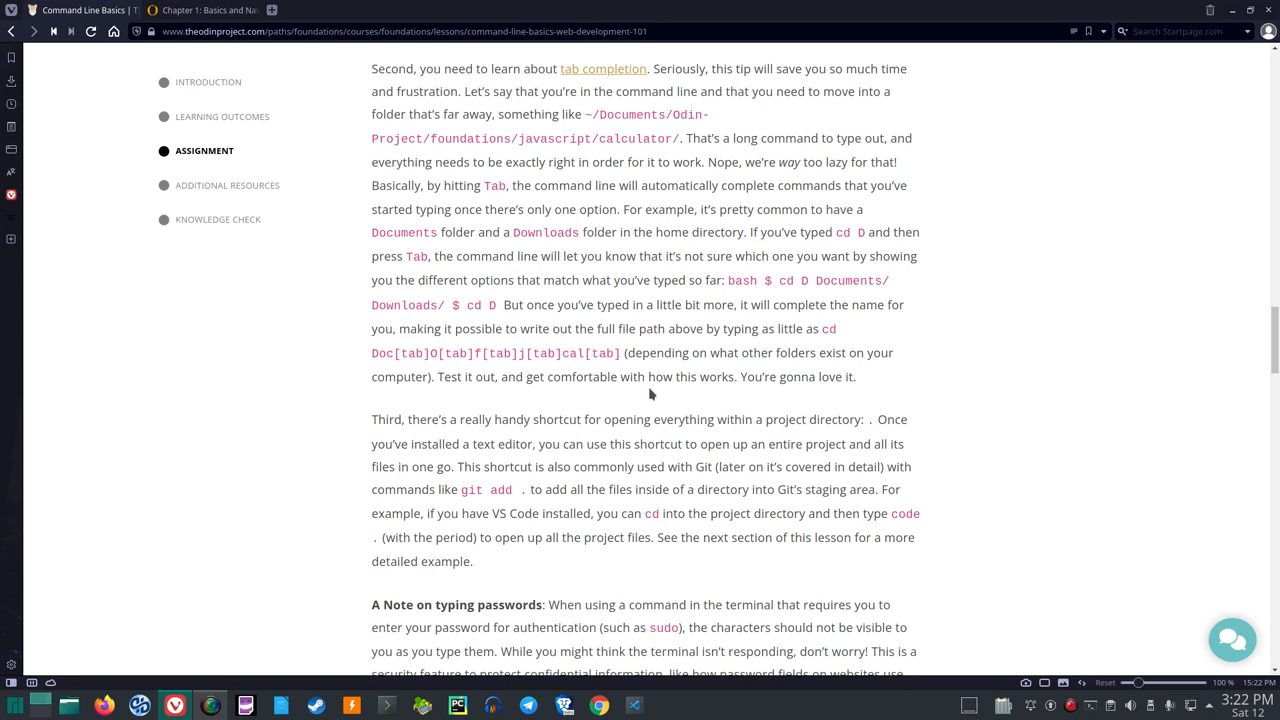 Command Line Basics | T
Chapter 1: Basics and Nav
www.theodinproject.com/paths/foundations/courses/foundations/lessons/command-line-basics-web-development-101
Search Startpage.com
INTRODUCTION
LEARNING OUTCOMES
ASSIGNMENT
ADDITIONAL RESOURCES
KNOWLEDGE CHECK
Second, you need to learn about tab completion. Seriously, this tip will save you so much time
and frustration. Let's say that you're in the command line and that you need to move into a
folder that's far away, something like ~/Documents/Odin-
Project/foundations/javascript/calculator/. That's a long command to type out, and
everything needs to be exactly right in order for it to work. Nope, we're way too lazy for that!
Basically, by hitting Tab, the command line will automatically complete commands that you've
started typing once there's only one option. For example, it's pretty common to have a
Documents folder and a Downloads folder in the home directory. If you've typed cd D and then
press Tab, the command line will let you know that it's not sure which one you want by showing
you the different options that match what you've typed so far: bash $ cd D Documents/
Downloads/ $ cd D But once you've typed in a little bit more, it will complete the name for
you, making it possible to write out the full file path above by typing as little as cd
Doc[tab]O[tab]f[tab]j[tab]cal[tab] (depending on what other folders exist on your
computer). Test it out, and get comfortable with how this works. You're gonna love it.
Third, there's a really handy shortcut for opening everything within a project directory: . Once
you've installed a text editor, you can use this shortcut to open up an entire project and all its
files in one go. This shortcut is also commonly used with Git (later on it's covered in detail) with
commands like git add . to add all the files inside of a directory into Git's staging area. For
example, if you have VS Code installed, you can cd into the project directory and then type code
. (with the period) to open up all the project files. See the next section of this lesson for a more
detailed example.
A Note on typing passwords: When using a command in the terminal that requires you to
enter your password for authentication (such as sudo), the characters should not be visible to
you as you type them. While you might think the terminal isn't responding, don't worry! This is a
security feature to protect confidential information, like how password fields on websites use
Reset
100 %
15:22 PM
3:22 PM
Sat 12